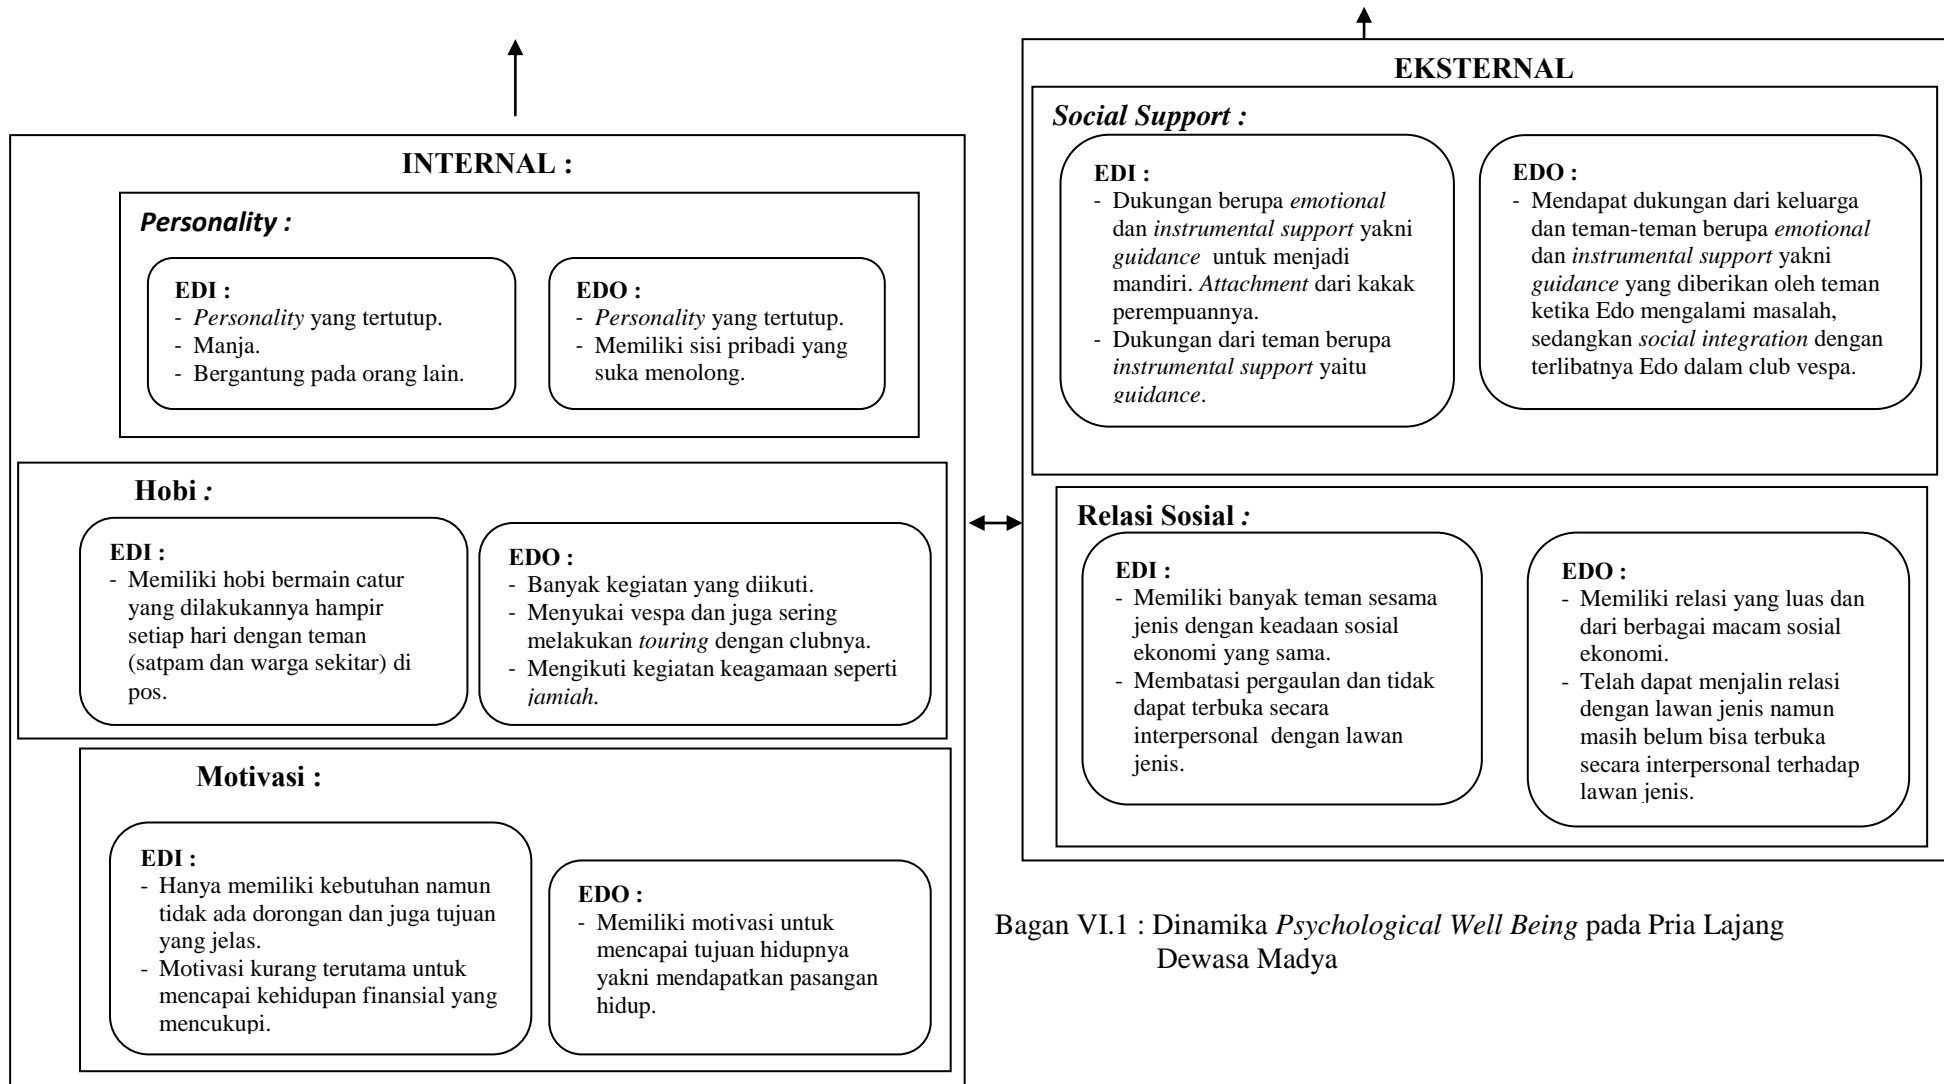 INTERNAL :
Personality :
EDI :
- Personality yang tertutup.
- Manja.
- Bergantung pada orang lain.
EDO :
- Personality yang tertutup.
- Memiliki sisi pribadi yang
suka menolong.
Hobi :
EDI :
- Memiliki hobi bermain catur
yang dilakukannya hampir
setiap hari dengan teman
(satpam dan warga sekitar) di
pos.
EDO :
- Banyak kegiatan yang diikuti.
- Menyukai vespa dan juga sering
melakukan touring dengan clubnya.
- Mengikuti kegiatan keagamaan seperti
jamiah.
Motivasi :
EDI :
- Hanya memiliki kebutuhan namun
tidak ada dorongan dan juga tujuan
yang jelas.
- Motivasi kurang terutama untuk
mencapai kehidupan finansial yang
mencukupi.
EDO :
- Memiliki motivasi untuk
mencapai tujuan hidupnya
yakni mendapatkan pasangan
hidup.
EKSTERNAL
Social Support :
EDI :
- Dukungan berupa emotional
dan instrumental support yakni
guidance untuk menjadi
mandiri. Attachment dari kakak
perempuannya.
- Dukungan dari teman berupa
instrumental support yaitu
guidance.
EDO :
- Mendapat dukungan dari keluarga
dan teman-teman berupa emotional
dan instrumental support yakni
guidance yang diberikan oleh teman
ketika Edo mengalami masalah,
sedangkan social integration dengan
terlibatnya Edo dalam club vespa.
Relasi Sosial :
EDI :
- Memiliki banyak teman sesama
jenis dengan keadaan sosial
ekonomi yang sama.
- Membatasi pergaulan dan tidak
dapat terbuka secara
interpersonal dengan lawan
jenis.
EDO :
- Memiliki relasi yang luas dan
dari berbagai macam sosial
ekonomi.
- Telah dapat menjalin relasi
dengan lawan jenis namun
masih belum bisa terbuka
secara interpersonal terhadap
lawan jenis.
Bagan VI.1 : Dinamika Psychological Well Being pada Pria Lajang
Dewasa Madya